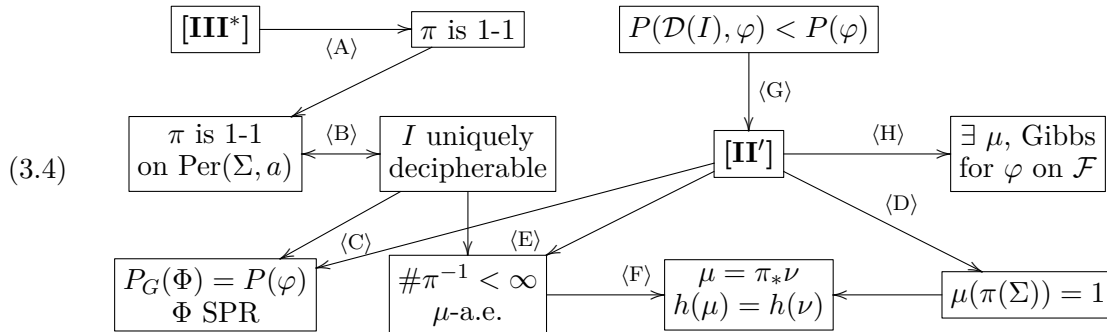 [III*]
⟨A⟩
π is 1-1
P(𝒟(I), φ) < P(φ)
⟨G⟩
(3.4)
π is 1-1
on Per(Σ, a)
⟨B⟩
I uniquely
decipherable
[II′]
⟨H⟩
∃ μ, Gibbs
for φ on ℱ
⟨D⟩
⟨C⟩
⟨E⟩
P_G(Φ) = P(φ)
Φ SPR
#π⁻¹ < ∞
μ-a.e.
⟨F⟩
μ = π_*ν
h(μ) = h(ν)
μ(π(Σ)) = 1